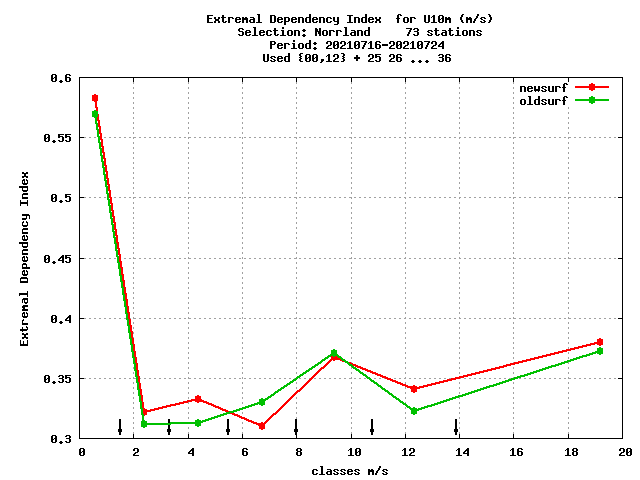 Extremal Dependency Index  for U10m (m/s)
Selection: Norrland     73 stations
Period: 20210716-20210724
Used {00,12} + 25 26 ... 36
newsurf
oldsurf
0.6
0.55
0.5
0.45
0.4
0.35
0.3
Extremal Dependency Index
0 2 4 6 8 10 12 14 16 18 20
classes m/s